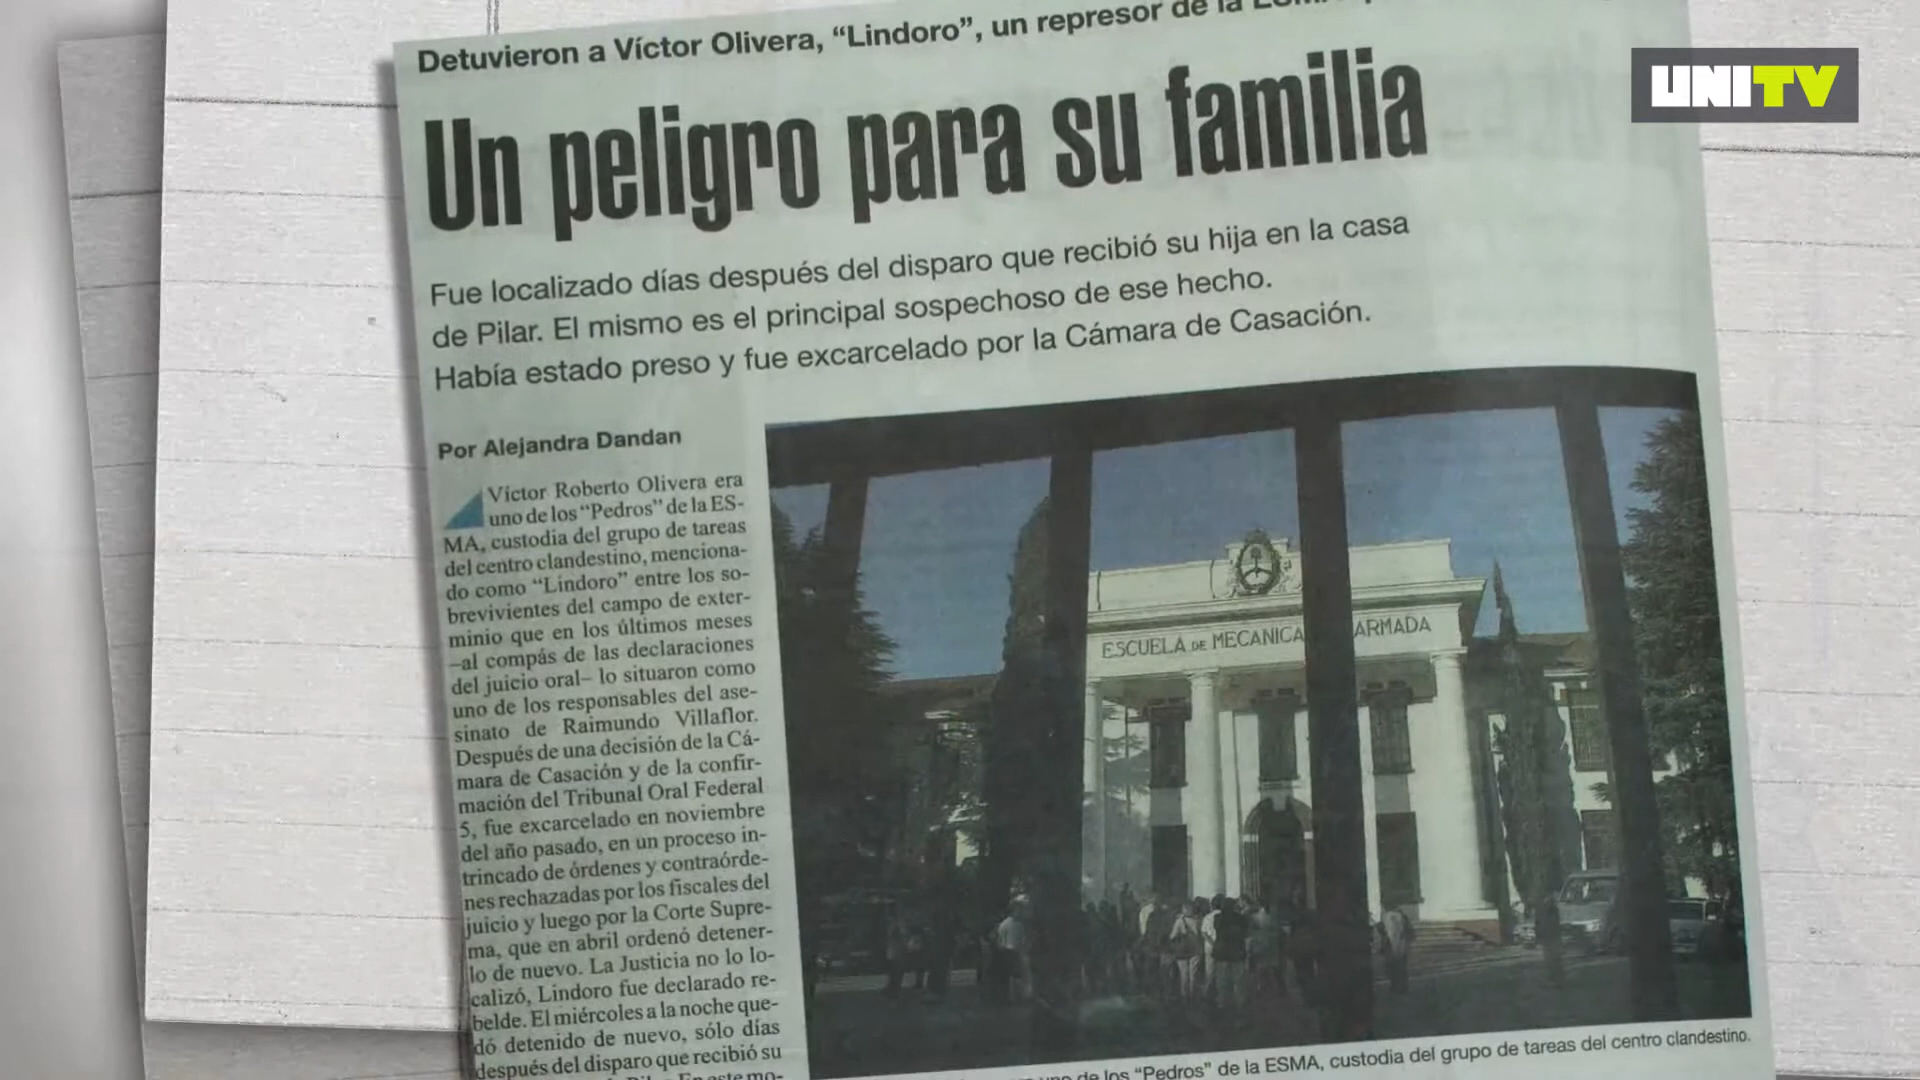 Detuvieron a Víctor Olivera, “Lindoro”, un represor de la
UNITV
Un peligro para su familia
Fue localizado días después del disparo que recibió su hija en la casa
de Pilar. El mismo es el principal sospechoso de ese hecho.
Había estado preso y fue excarcelado por la Cámara de Casación.
Por Alejandra Dandan
Víctor Roberto Olivera era
uno de los “Pedros” de la ES-
MA, custodia del grupo de tareas
del centro clandestino, menciona-
do como “Lindoro” entre los so-
brevivientes del campo de exter-
minio que en los últimos meses
–al compás de las declaraciones
del juicio oral– lo situaron como
uno de los responsables del ase-
sinato de Raimundo Villaflor.
Después de una decisión de la Cá-
mara de Casación y de la confir-
mación del Tribunal Oral Federal
5, fue excarcelado en noviembre
del año pasado, en un proceso in-
trincado de órdenes y contraórde-
nes rechazadas por los fiscales del
juicio y luego por la Corte Supre-
ma, que en abril ordenó detener-
lo de nuevo. La Justicia no lo lo-
calizó, Lindoro fue declarado re-
belde. El miércoles a la noche que-
dó detenido de nuevo, sólo días
después del disparo que recibió su
ESCUELA DE MECANICA ARMADA
de los “Pedros” de la ESMA, custodia del grupo de tareas del centro clandestino.